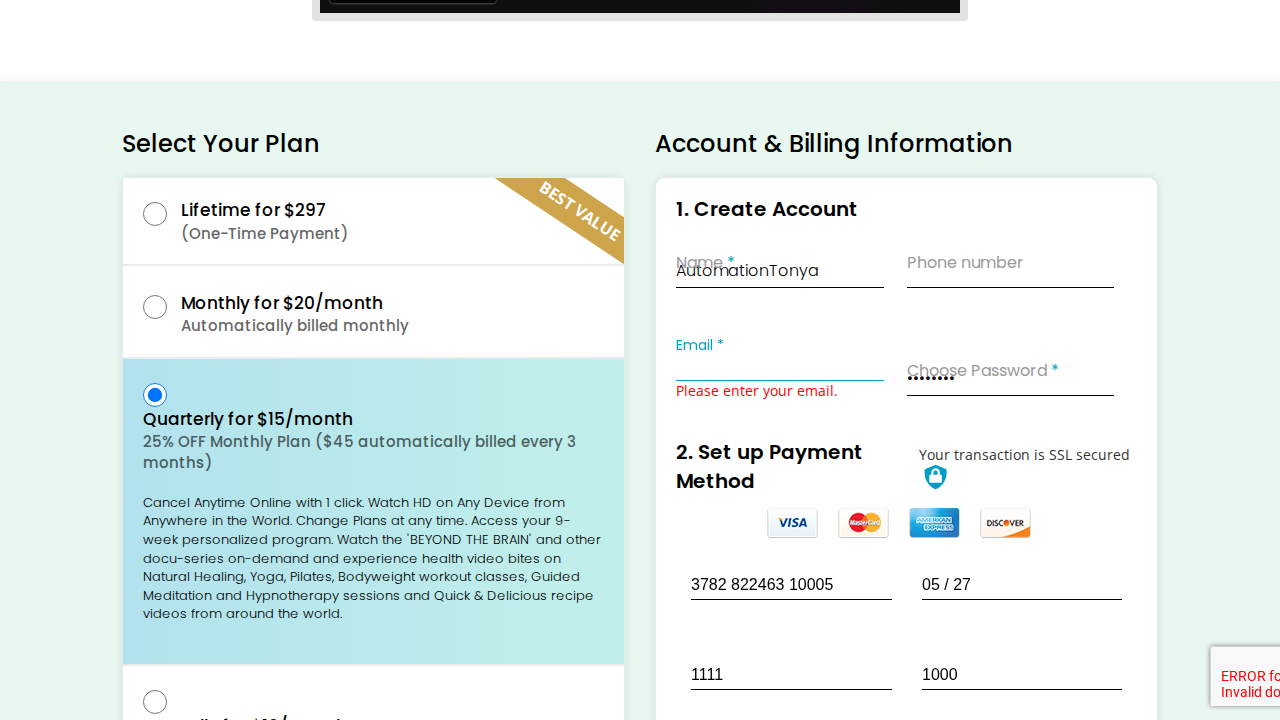 Select Your Plan
Lifetime for $297
(One-Time Payment)
BEST VALUE
Monthly for $20/month
Automatically billed monthly
Quarterly for $15/month
25% OFF Monthly Plan ($45 automatically billed every 3
months)
Cancel Anytime Online with 1 click. Watch HD on Any Device from
Anywhere in the World. Change Plans at any time. Access your 9-
week personalized program. Watch the 'BEYOND THE BRAIN' and other
docu-series on-demand and experience health video bites on
Natural Healing, Yoga, Pilates, Bodyweight workout classes, Guided
Meditation and Hypnotherapy sessions and Quick & Delicious recipe
videos from around the world.
Account & Billing Information
1. Create Account
Name *
AutomationTonya
Phone number
Email *
Please enter your email.
Choose Password *
••••••••
2. Set up Payment
Method
Your transaction is SSL secured
VISA
MasterCard
AMERICAN EXPRESS
DISCOVER
3782 822463 10005
05 / 27
1111
1000
ERROR fo
Invalid do